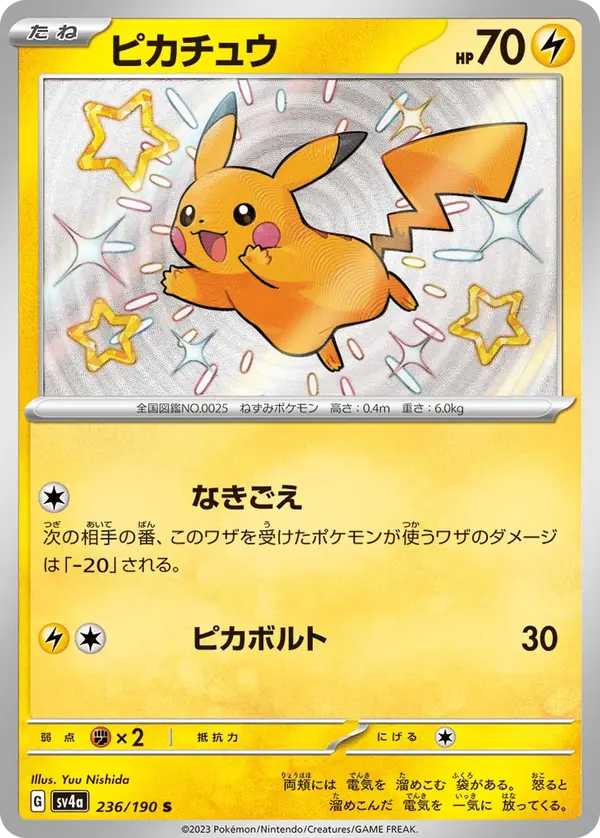 たね ピカチュウ HP70
全国図鑑NO.0025 ねずみポケモン 高さ:0.4m 重さ:6.0kg
なきごえ
次の相手の番、このワザを受けたポケモンが使うワザのダメージ
は「-20」される。
ピカボルト 30
弱点 ×2 抵抗力 にげる
Illus. Yuu Nishida
G sv4a 236/190 S
両頬には 電気を 溜めこむ 袋がある。 怒ると
溜めこんだ 電気を 一気に 放ってくる。
©2023 Pokémon/Nintendo/Creatures/GAME FREAK.